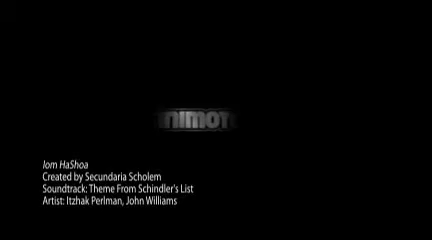 Iom HaShoa
Created by Secundaria Scholem
Soundtrack: Theme From Schindler's List
Artist: Itzhak Perlman, John Williams